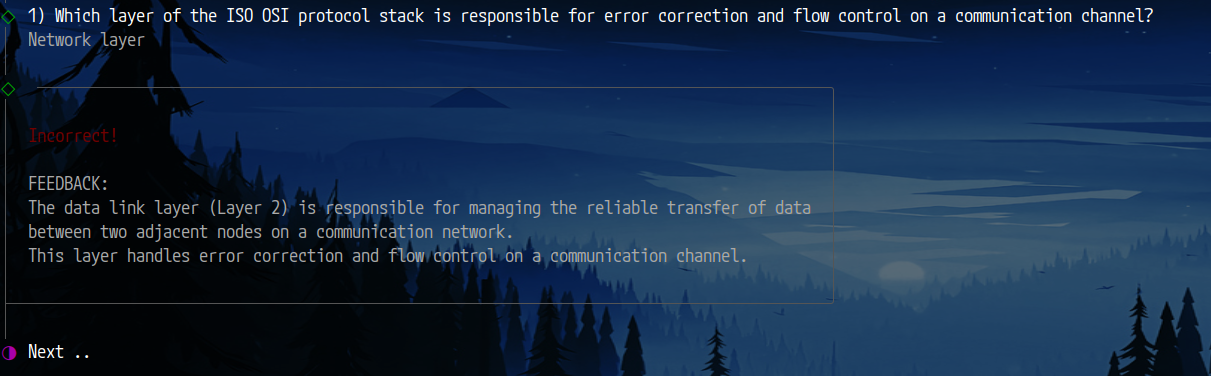 1) Which layer of the ISO OSI protocol stack is responsible for error correction and flow control on a communication channel?
Network layer
Incorrect!
FEEDBACK:
The data link layer (Layer 2) is responsible for managing the reliable transfer of data
between two adjacent nodes on a communication network.
This layer handles error correction and flow control on a communication channel.
Next ..